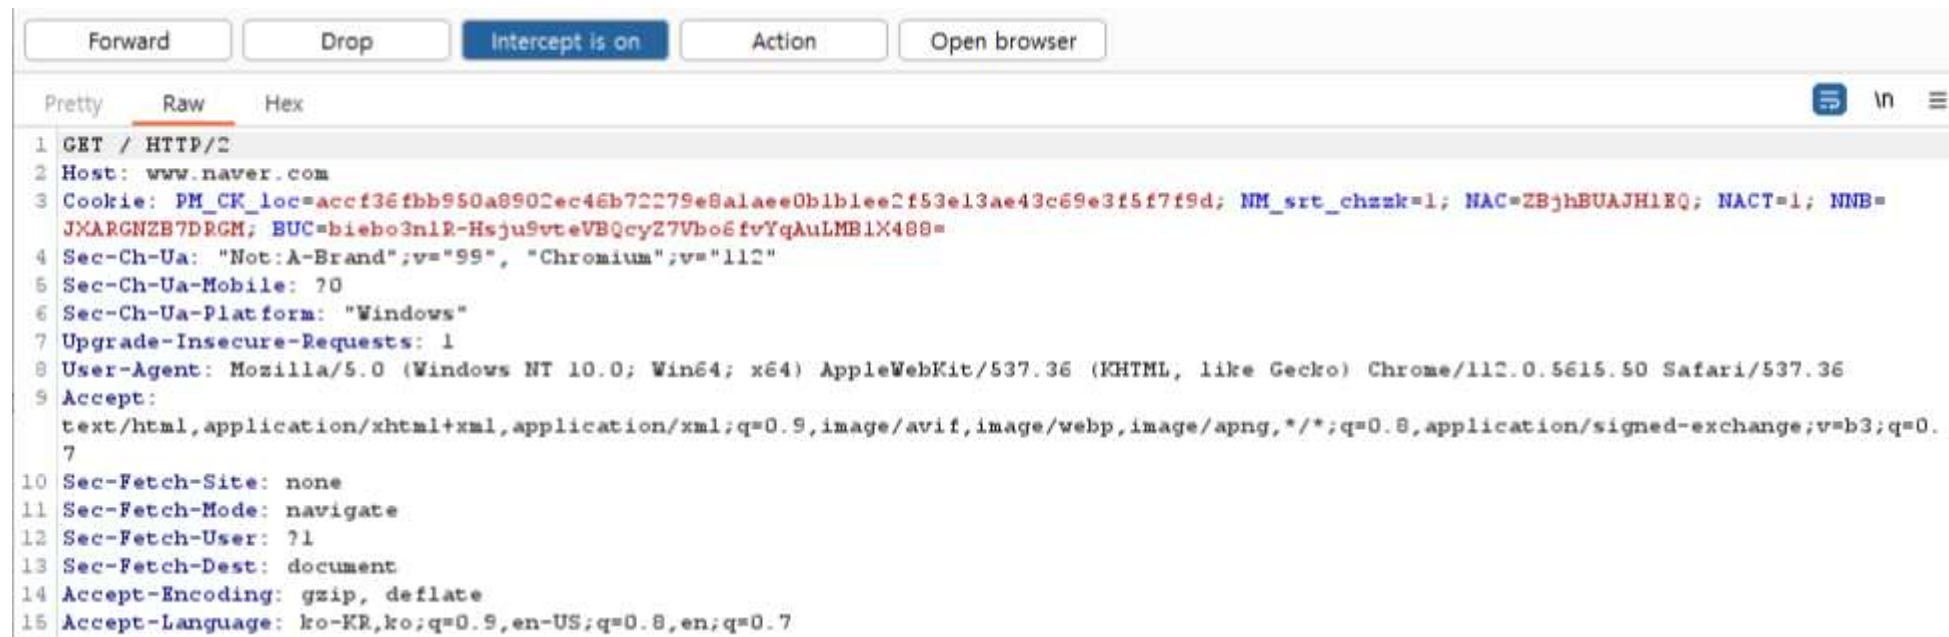 Forward Drop Intercept is on Action Open browser
Pretty Raw Hex \n
1 GET / HTTP/2
2 Host: www.naver.com
3 Cookie: PM_CK_loc=accf36fbb950a8902ec46b72279e8a1aee0b1b1ee2f53e13ae43c69e3f5f7f9d; NM_srt_chzzk=1; NAC=ZBjhBUAJH1EQ; NACT=1; NNB=
JXARGNZB7DRGM; BUC=biebo3nlR-Hsju9vteVBQcyZ7Vbo6fvYqAuLMB1X488=
4 Sec-Ch-Ua: "Not:A-Brand";v="99", "Chromium";v="112"
5 Sec-Ch-Ua-Mobile: ?0
6 Sec-Ch-Ua-Platform: "Windows"
7 Upgrade-Insecure-Requests: 1
8 User-Agent: Mozilla/5.0 (Windows NT 10.0; Win64; x64) AppleWebKit/537.36 (KHTML, like Gecko) Chrome/112.0.5615.50 Safari/537.36
9 Accept:
text/html,application/xhtml+xml,application/xml;q=0.9,image/avif,image/webp,image/apng,*/*;q=0.8,application/signed-exchange;v=b3;q=0.
7
10 Sec-Fetch-Site: none
11 Sec-Fetch-Mode: navigate
12 Sec-Fetch-User: ?1
13 Sec-Fetch-Dest: document
14 Accept-Encoding: gzip, deflate
15 Accept-Language: ko-KR,ko;q=0.9,en-US;q=0.8,en;q=0.7